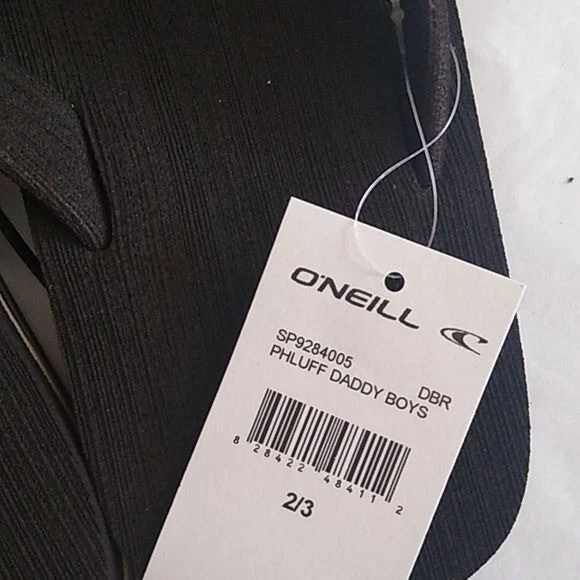 O'NEILL
SP9284005 DBR
PHLUFF DADDY BOYS
8 28422 48411 2
2/3